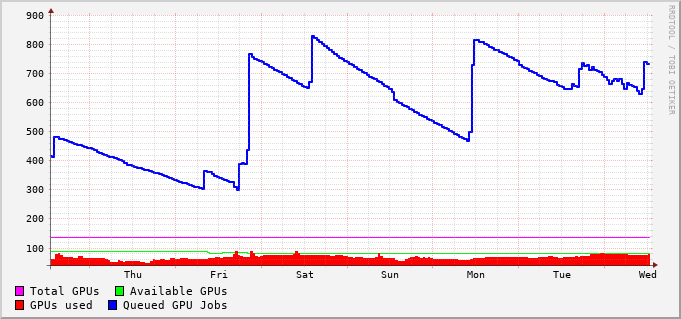 900
800
700
600
500
400
300
200
100
Thu Fri Sat Sun Mon Tue Wed
Total GPUs Available GPUs
GPUs used Queued GPU Jobs
RRDTOOL / TOBI OETIKER